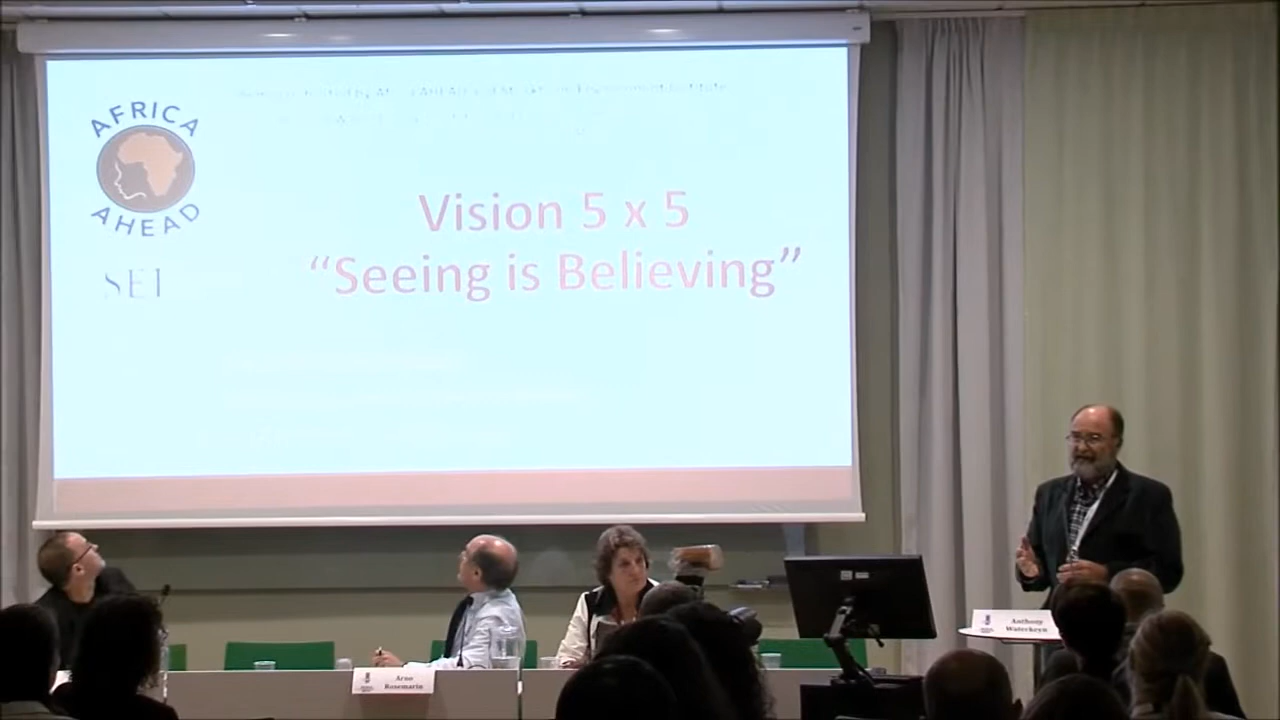 AFRICA
AHEAD
SEI
Vision 5 x 5
“Seeing is Believing”
Arno
Rosemarin
Anthony
Waterkeyn